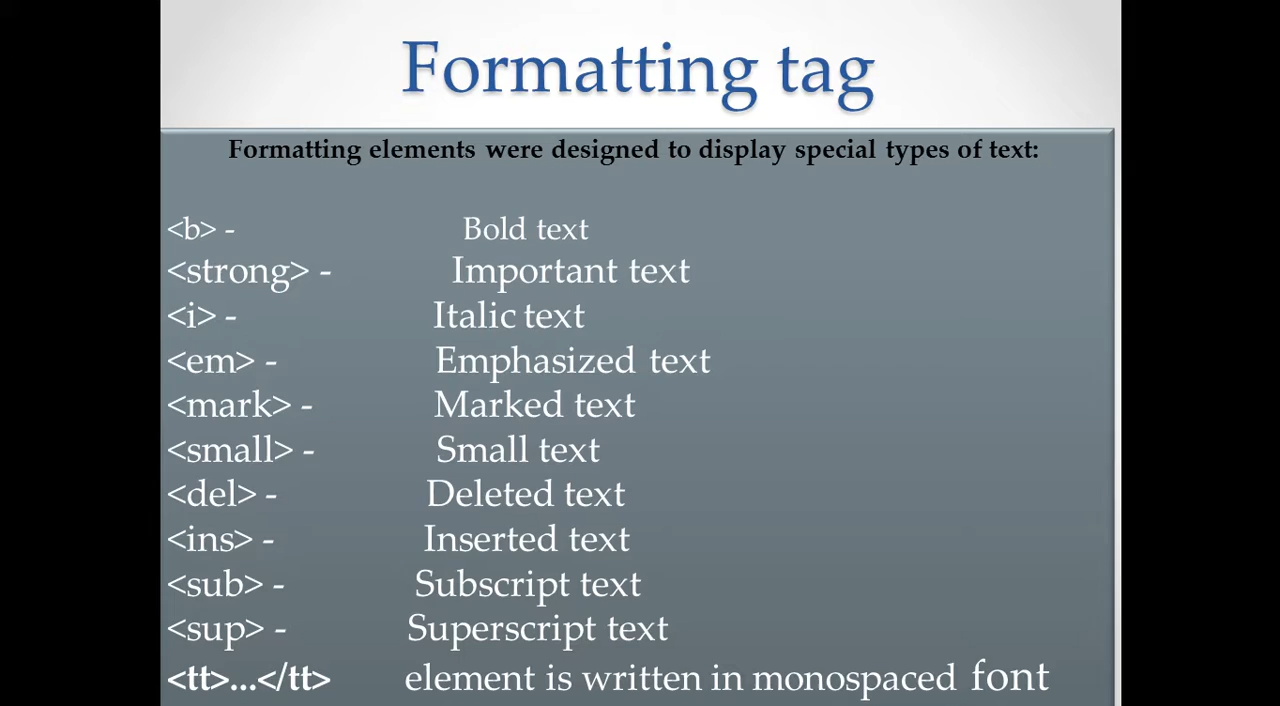 Formatting tag
Formatting elements were designed to display special types of text:
<b> - Bold text
<strong> - Important text
<i> - Italic text
<em> - Emphasized text
<mark> - Marked text
<small> - Small text
<del> - Deleted text
<ins> - Inserted text
<sub> - Subscript text
<sup> - Superscript text
<tt>...</tt> element is written in monospaced font